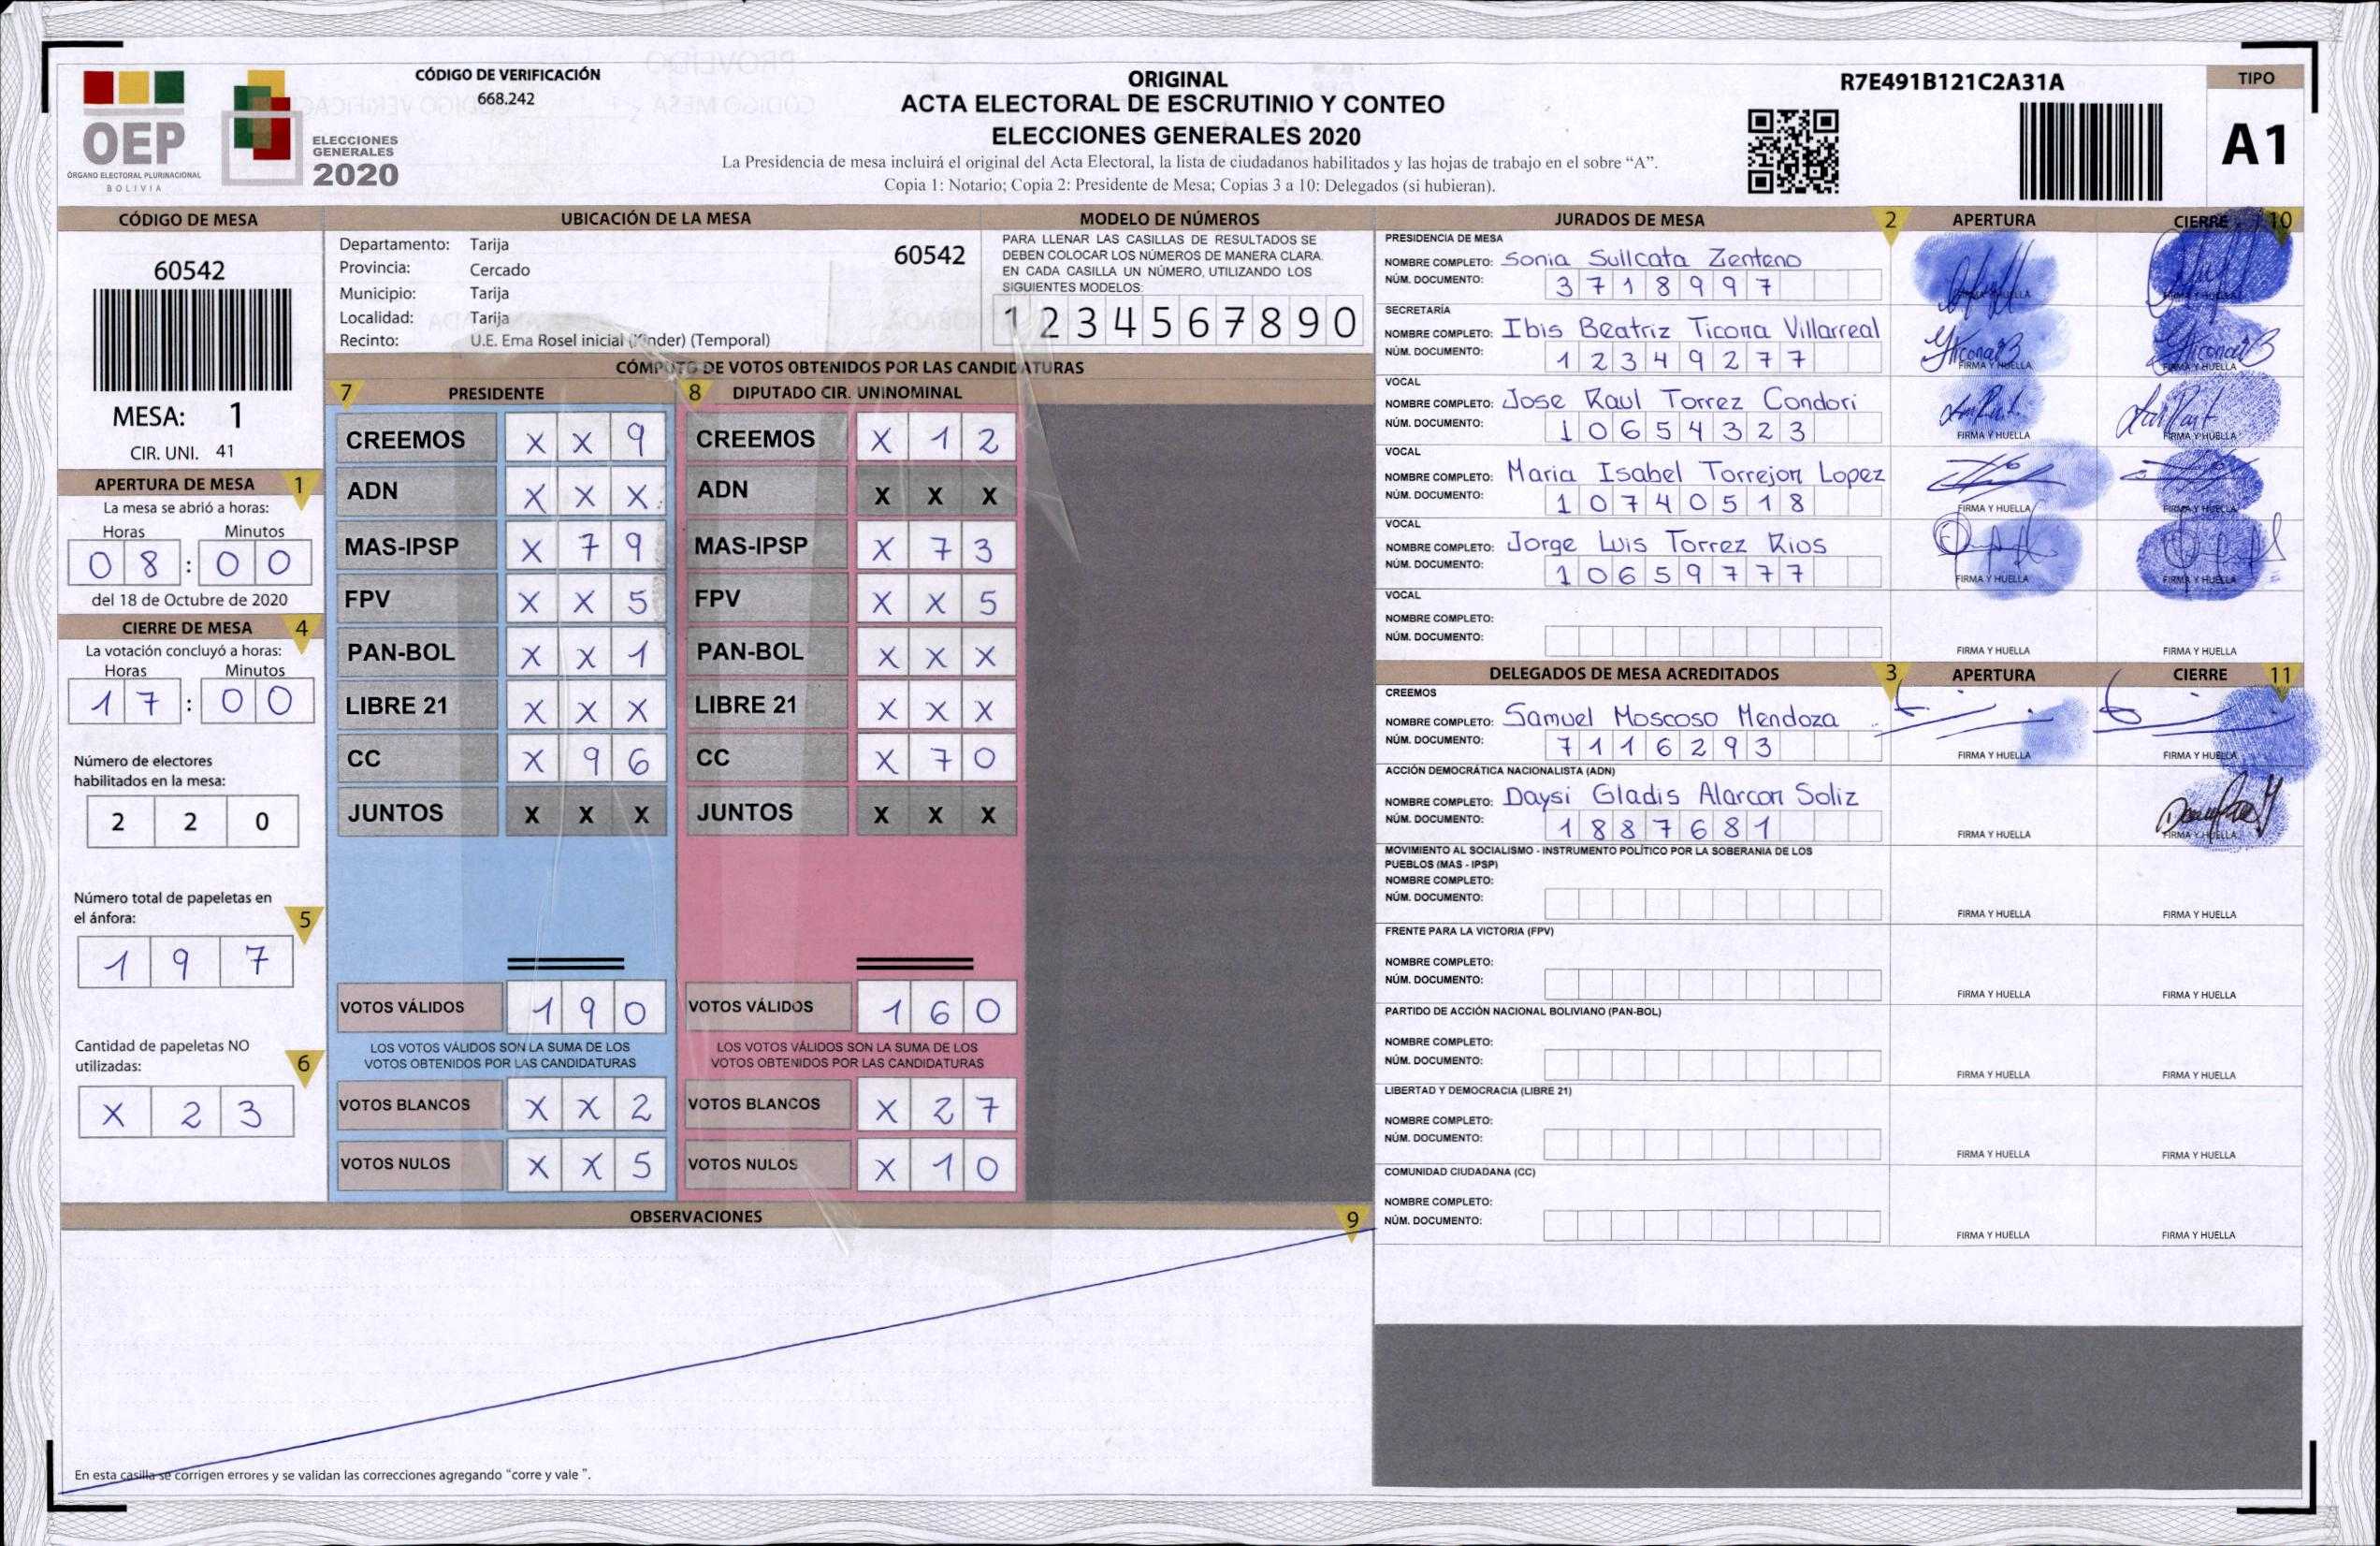 OEP
ÓRGANO ELECTORAL PLURINACIONAL
BOLIVIA
ELECCIONES
GENERALES
2020
CÓDIGO DE VERIFICACIÓN
668.242
ORIGINAL
ACTA ELECTORAL DE ESCRUTINIO Y CONTEO
ELECCIONES GENERALES 2020
La Presidencia de mesa incluirá el original del Acta Electoral, la lista de ciudadanos habilitados y las hojas de trabajo en el sobre “A”.
Copia 1: Notario; Copia 2: Presidente de Mesa; Copias 3 a 10: Delegados (si hubieran).
R7E491B121C2A31A
TIPO
A1
CÓDIGO DE MESA
60542
MESA: 1
CIR. UNI. 41
APERTURA DE MESA 1
La mesa se abrió a horas:
Horas Minutos
0 8 : 0 0
del 18 de Octubre de 2020
CIERRE DE MESA 4
La votación concluyó a horas:
Horas Minutos
1 7 : 0 0
Número de electores
habilitados en la mesa:
2 2 0
Número total de papeletas en
el ánfora: 5
1 9 7
Cantidad de papeletas NO
utilizadas: 6
X 2 3
UBICACIÓN DE LA MESA
Departamento: Tarija
60542
Provincia: Cercado
Municipio: Tarija
Localidad: Tarija
Recinto: U.E. Ema Rosel inicial (Kinder) (Temporal)
MODELO DE NÚMEROS
PARA LLENAR LAS CASILLAS DE RESULTADOS SE
DEBEN COLOCAR LOS NÚMEROS DE MANERA CLARA.
EN CADA CASILLA UN NÚMERO, UTILIZANDO LOS
SIGUIENTES MODELOS:
1 2 3 4 5 6 7 8 9 0
CÓMPUTO DE VOTOS OBTENIDOS POR LAS CANDIDATURAS
7 PRESIDENTE
CREEMOS X X 9
ADN X X X
MAS-IPSP X 7 9
FPV X X 5
PAN-BOL X X 1
LIBRE 21 X X X
CC X 9 6
JUNTOS X X X
VOTOS VÁLIDOS 1 9 0
LOS VOTOS VÁLIDOS SON LA SUMA DE LOS
VOTOS OBTENIDOS POR LAS CANDIDATURAS
VOTOS BLANCOS X X 2
VOTOS NULOS X X 5
8 DIPUTADO CIR. UNINOMINAL
CREEMOS X 1 2
ADN X X X
MAS-IPSP X 7 3
FPV X X 5
PAN-BOL X X X
LIBRE 21 X X X
CC X 7 0
JUNTOS X X X
VOTOS VÁLIDOS 1 6 0
LOS VOTOS VÁLIDOS SON LA SUMA DE LOS
VOTOS OBTENIDOS POR LAS CANDIDATURAS
VOTOS BLANCOS X 2 7
VOTOS NULOS X 1 0
OBSERVACIONES 9
En esta casilla se corrigen errores y se validan las correcciones agregando “corre y vale ”.
JURADOS DE MESA 2 APERTURA CIERRE 10
PRESIDENCIA DE MESA
NOMBRE COMPLETO: Sonia Sullcata Zenteno
NÚM. DOCUMENTO: 3 7 1 8 9 9 7
FIRMA Y HUELLA FIRMA Y HUELLA
SECRETARÍA
NOMBRE COMPLETO: Ibis Beatriz Ticona Villarreal
NÚM. DOCUMENTO: 1 2 3 4 9 2 7 7
FIRMA Y HUELLA FIRMA Y HUELLA
VOCAL
NOMBRE COMPLETO: Jose Raul Torrez Condori
NÚM. DOCUMENTO: 1 0 6 5 4 3 2 3
FIRMA Y HUELLA FIRMA Y HUELLA
VOCAL
NOMBRE COMPLETO: Maria Isabel Torrejon Lopez
NÚM. DOCUMENTO: 1 0 7 4 0 5 1 8
FIRMA Y HUELLA FIRMA Y HUELLA
VOCAL
NOMBRE COMPLETO: Jorge Luis Torrez Rios
NÚM. DOCUMENTO: 1 0 6 5 9 7 7 7
FIRMA Y HUELLA FIRMA Y HUELLA
VOCAL
NOMBRE COMPLETO:
NÚM. DOCUMENTO:
FIRMA Y HUELLA FIRMA Y HUELLA
DELEGADOS DE MESA ACREDITADOS 3 APERTURA CIERRE 11
CREEMOS
NOMBRE COMPLETO: Samuel Moscoso Mendoza
NÚM. DOCUMENTO: 7 1 1 6 2 9 3
FIRMA Y HUELLA FIRMA Y HUELLA
ACCIÓN DEMOCRÁTICA NACIONALISTA (ADN)
NOMBRE COMPLETO: Daysi Gladis Alarcon Soliz
NÚM. DOCUMENTO: 1 8 8 7 6 8 1
FIRMA Y HUELLA FIRMA Y HUELLA
MOVIMIENTO AL SOCIALISMO - INSTRUMENTO POLÍTICO POR LA SOBERANIA DE LOS
PUEBLOS (MAS - IPSP)
NOMBRE COMPLETO:
NÚM. DOCUMENTO:
FIRMA Y HUELLA FIRMA Y HUELLA
FRENTE PARA LA VICTORIA (FPV)
NOMBRE COMPLETO:
NÚM. DOCUMENTO:
FIRMA Y HUELLA FIRMA Y HUELLA
PARTIDO DE ACCIÓN NACIONAL BOLIVIANO (PAN-BOL)
NOMBRE COMPLETO:
NÚM. DOCUMENTO:
FIRMA Y HUELLA FIRMA Y HUELLA
LIBERTAD Y DEMOCRACIA (LIBRE 21)
NOMBRE COMPLETO:
NÚM. DOCUMENTO:
FIRMA Y HUELLA FIRMA Y HUELLA
COMUNIDAD CIUDADANA (CC)
NOMBRE COMPLETO:
NÚM. DOCUMENTO:
FIRMA Y HUELLA FIRMA Y HUELLA